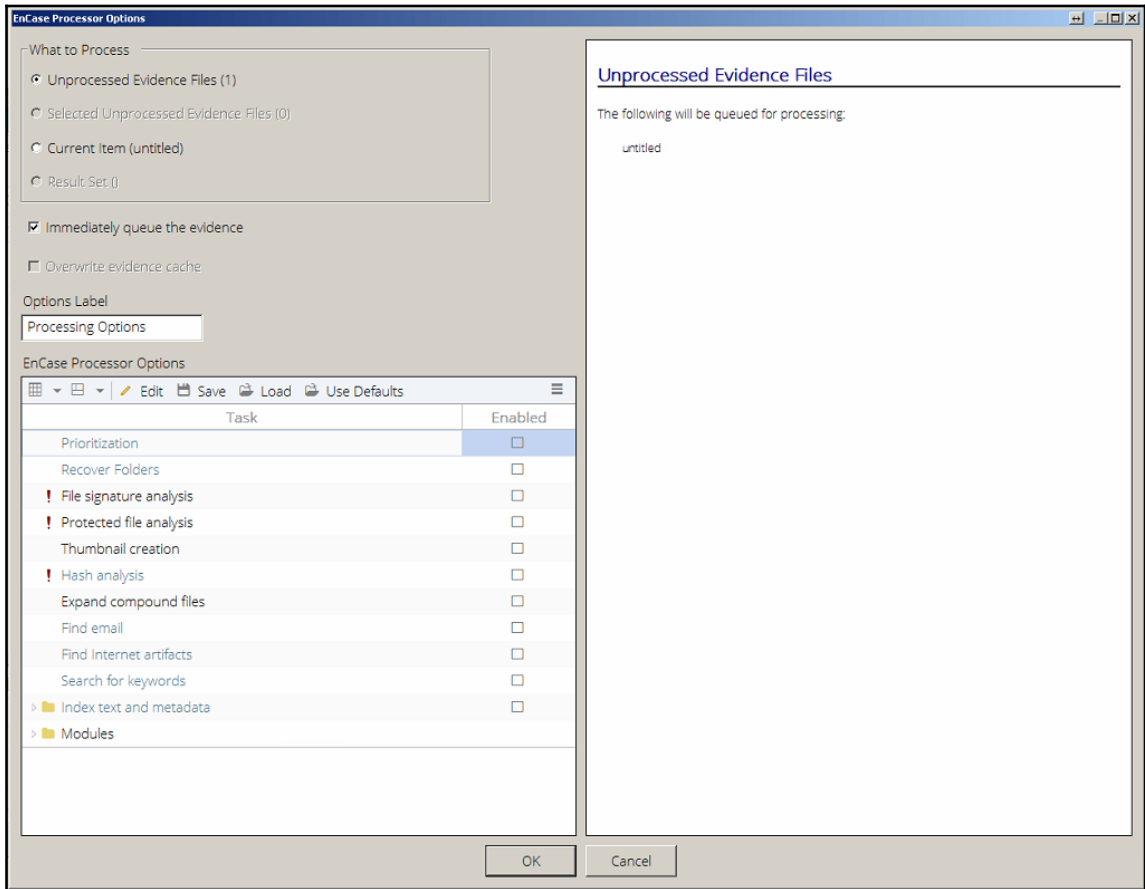 EnCase Processor Options
What to Process
Unprocessed Evidence Files (1)
Selected Unprocessed Evidence Files (0)
Current Item (untitled)
Result Set ()
Immediately queue the evidence
Overwrite evidence cache
Options Label
Processing Options
EnCase Processor Options
Edit Save Load Use Defaults
Task Enabled
Prioritization
Recover Folders
! File signature analysis
! Protected file analysis
Thumbnail creation
! Hash analysis
Expand compound files
Find email
Find Internet artifacts
Search for keywords
Index text and metadata
Modules
Unprocessed Evidence Files
The following will be queued for processing:
untitled
OK Cancel